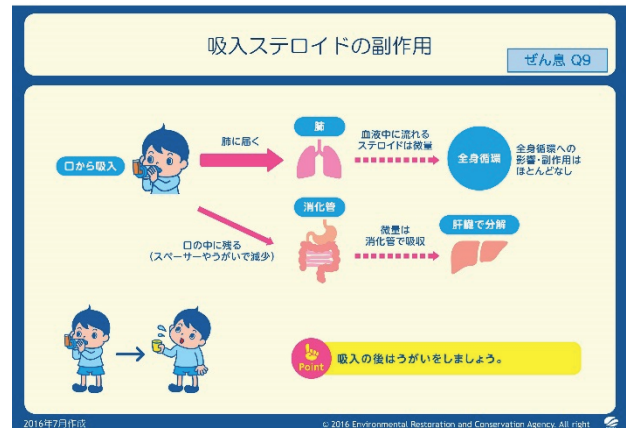 吸入ステロイドの副作用
ぜん息 Q9
口から吸入
肺に届く
肺
血液中に流れる
ステロイドは微量
全身循環
全身循環への
影響・副作用は
ほとんどなし
口の中に残る
(スペーサーやうがいで減少)
消化管
微量は
消化管で吸収
肝臓で分解
Point
吸入の後はうがいをしましょう。
2016年7月作成
© 2016 Environmental Restoration and Conservation Agency. All right